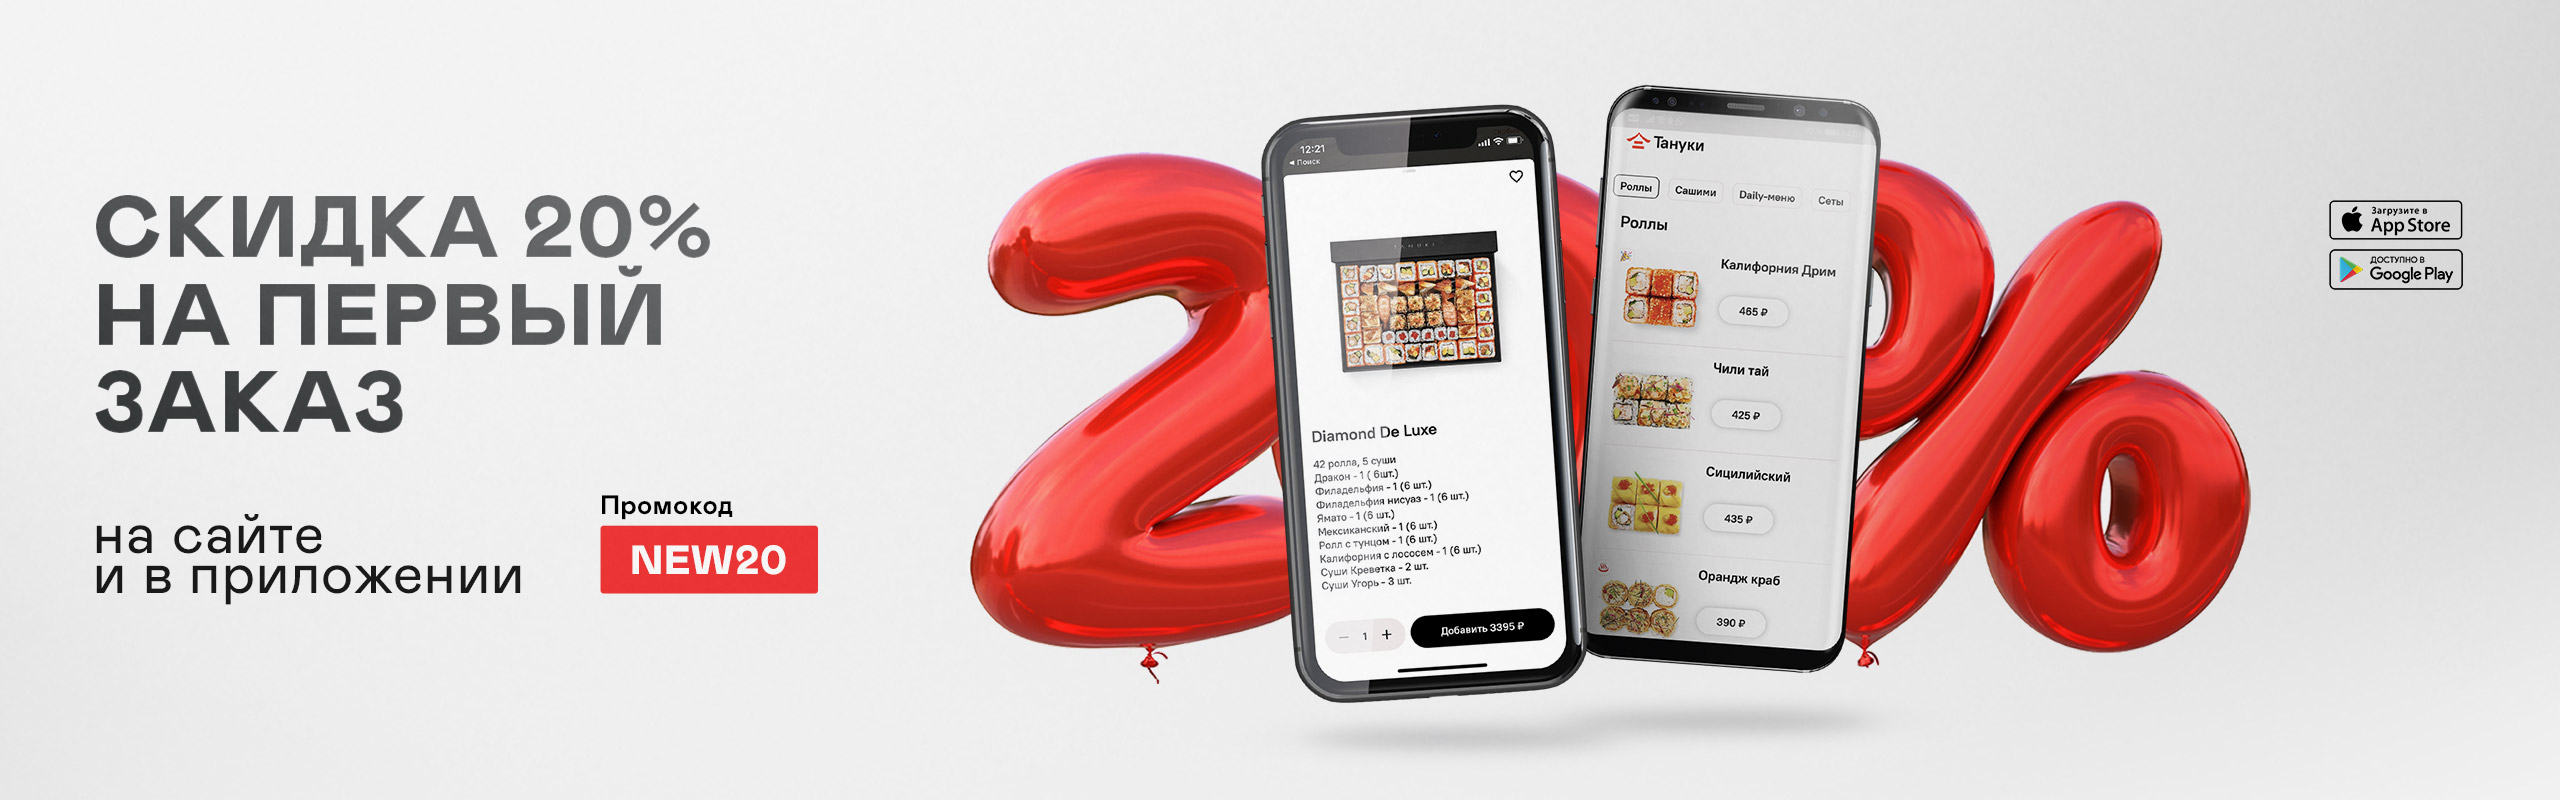 СКИДКА 20%
НА ПЕРВЫЙ
ЗАКАЗ
на сайте
и в приложении
Промокод
NEW20
12:21
Поиск
TANUKI
Diamond De Luxe
42 ролла, 5 суши
Дракон - 1 ( 6шт.)
Филадельфия - 1 (6 шт.)
Филадельфия нисуаз - 1 (6 шт.)
Ямато - 1 (6 шт.)
Мексиканский - 1 (6 шт.)
Ролл с тунцом - 1 (6 шт.)
Калифорния с лососем - 1 (6 шт.)
Суши Креветка - 2 шт.
Суши Угорь - 3 шт.
− 1 +
Добавить 3395 ₽
Тануки
Роллы Сашими Daily-меню Сеты
Роллы
Калифорния Дрим
465 ₽
Чили тай
425 ₽
Сицилийский
435 ₽
Орандж краб
390 ₽
Загрузите в
App Store
ДОСТУПНО В
Google Play